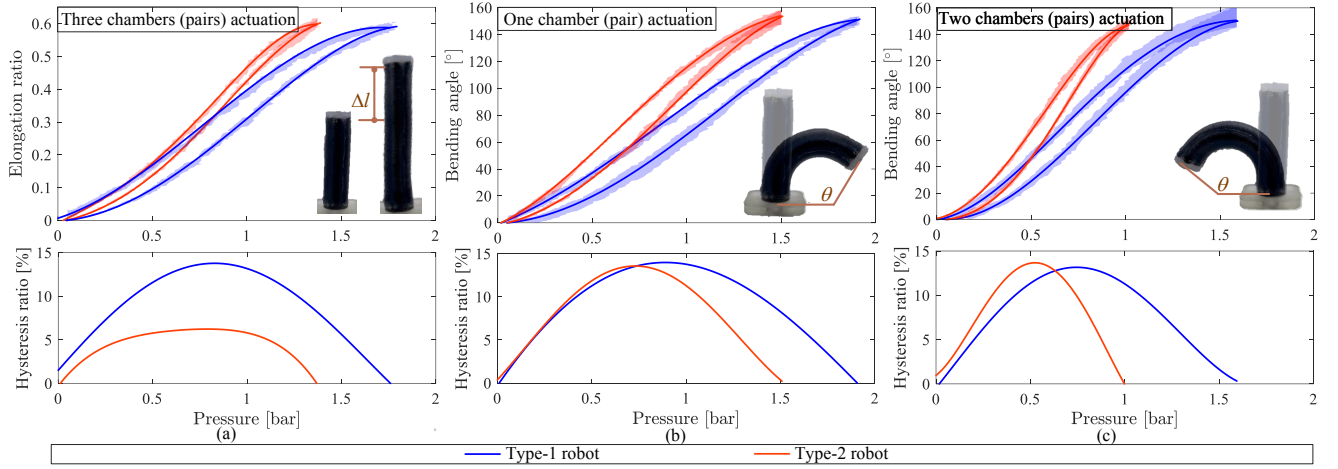 Three chambers (pairs) actuation
Elongation ratio
0.6
0.5
0.4
0.3
0.2
0.1
0
Δl
0 0.5 1 1.5 2
Hysteresis ratio [%]
15
10
5
0
0 0.5 1 1.5 2
Pressure [bar]
(a)
One chamber (pair) actuation
Bending angle [°]
160
140
120
100
80
60
40
20
0
θ
0 0.5 1 1.5 2
Hysteresis ratio [%]
15
10
5
0
0 0.5 1 1.5 2
Pressure [bar]
(b)
Two chambers (pairs) actuation
Bending angle [°]
160
140
120
100
80
60
40
20
0
θ
0 0.5 1 1.5 2
Hysteresis ratio [%]
15
10
5
0
0 0.5 1 1.5 2
Pressure [bar]
(c)
Type-1 robot Type-2 robot